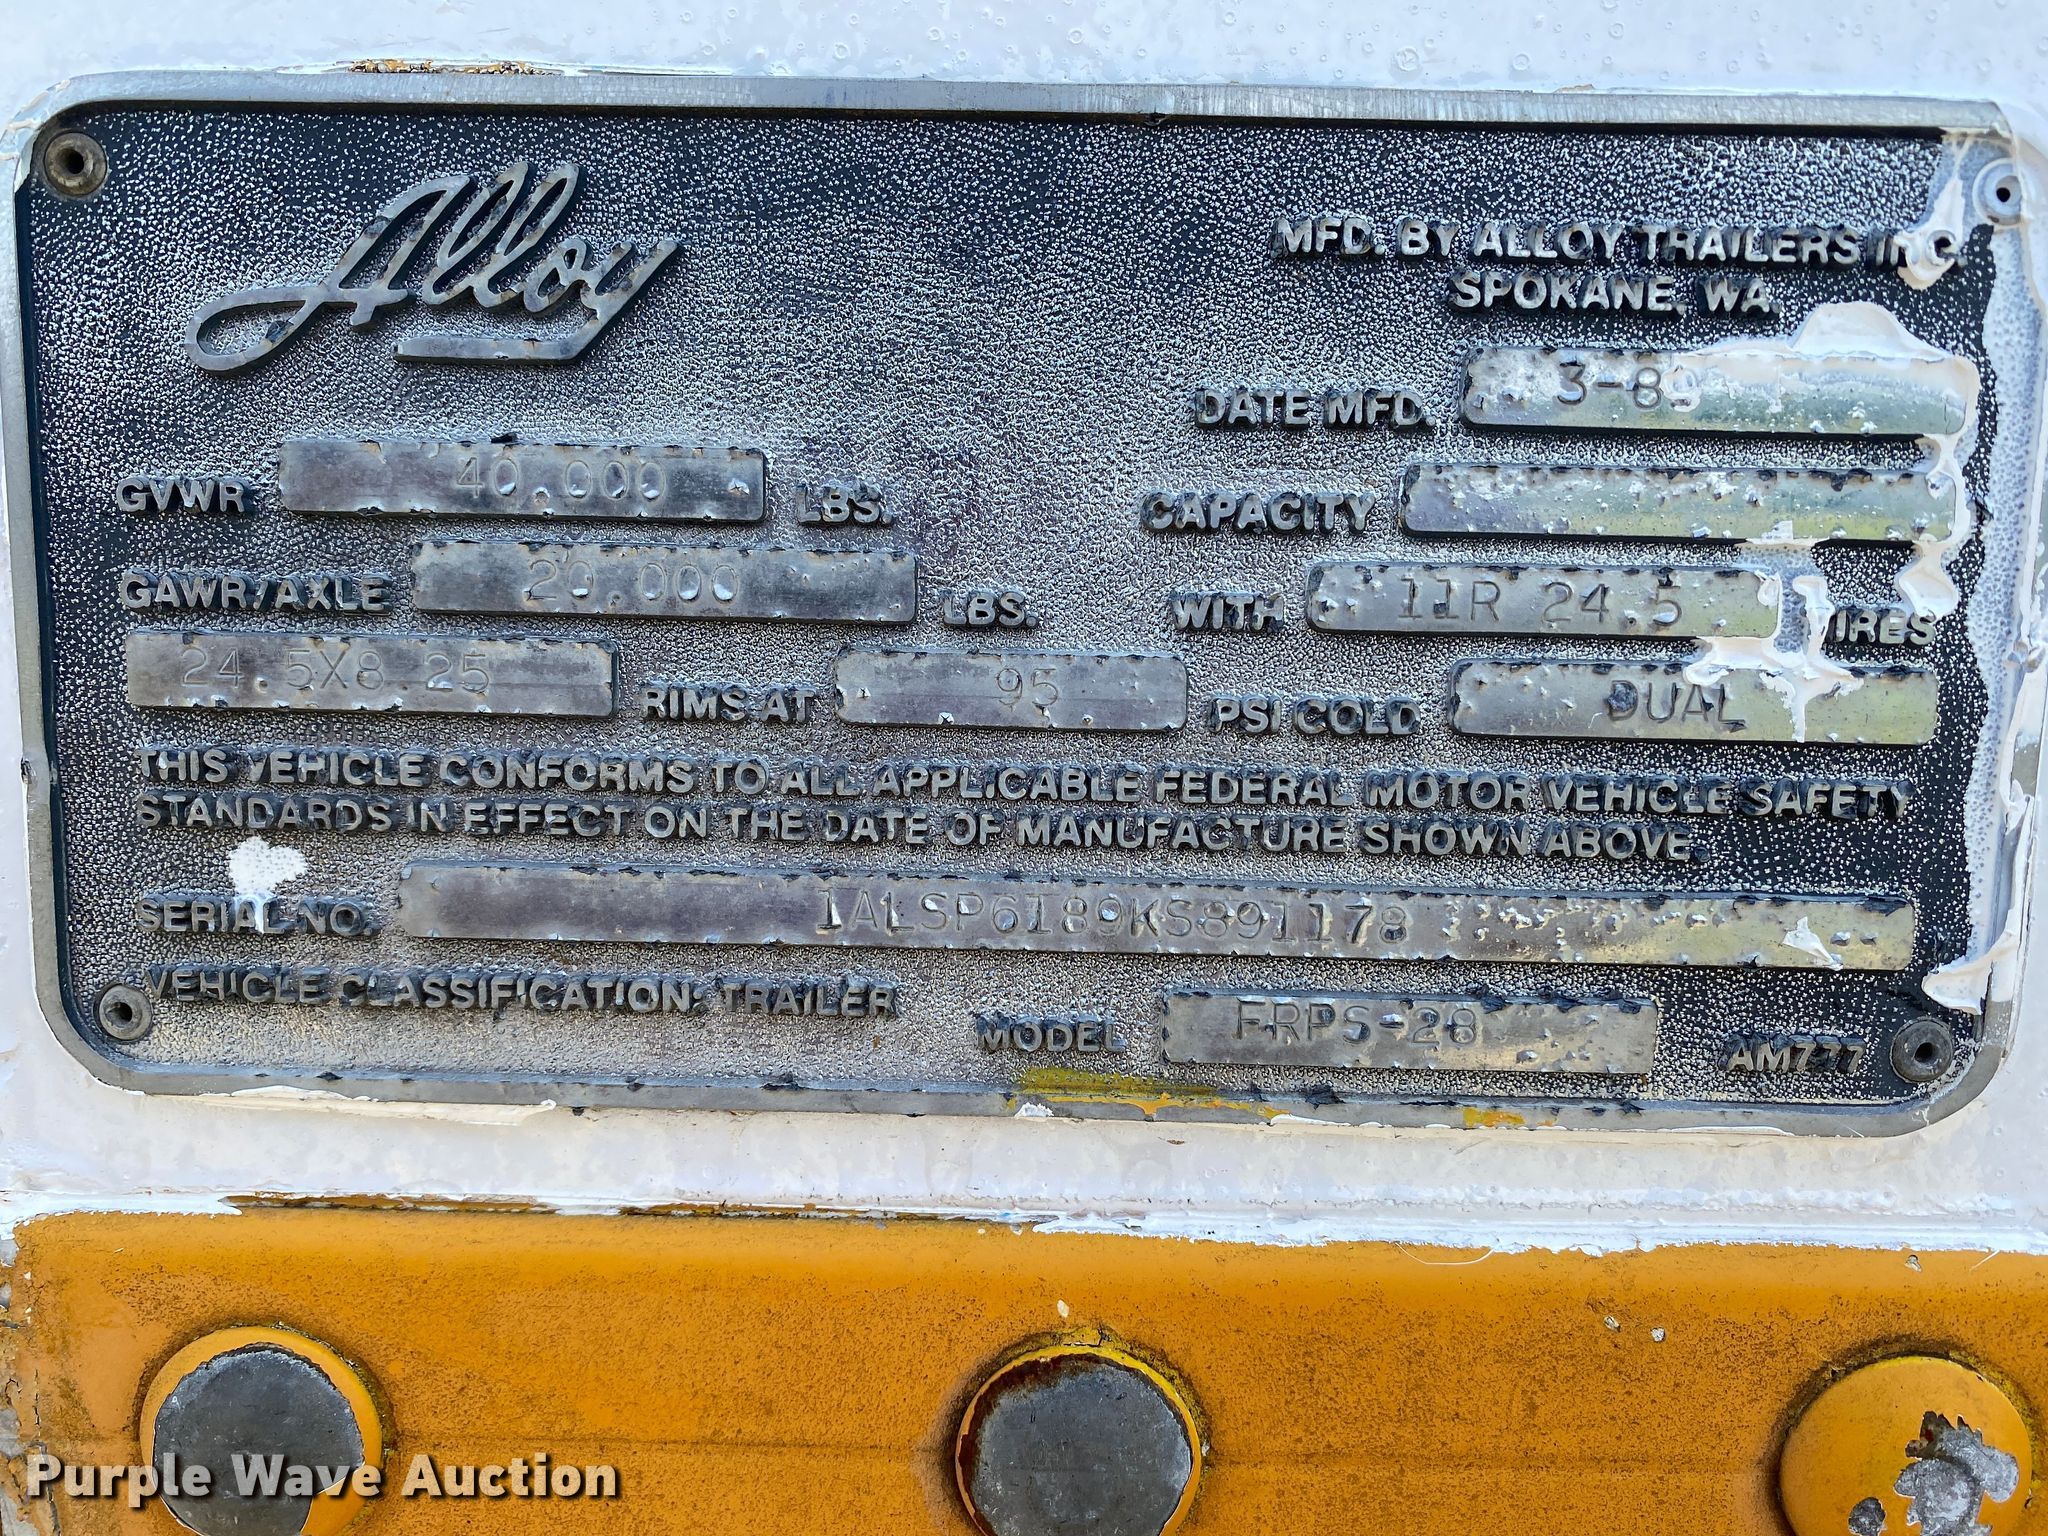 Alloy
MFD. BY ALLOY TRAILERS INC.
SPOKANE, WA.
DATE MFD. 3-89
GVWR 40,000 LBS. CAPACITY
GAWR/AXLE 20,000 LBS. WITH 11R 24.5 TIRES
24.5X8.25 RIMS AT 95 PSI COLD DUAL
THIS VEHICLE CONFORMS TO ALL APPLICABLE FEDERAL MOTOR VEHICLE SAFETY
STANDARDS IN EFFECT ON THE DATE OF MANUFACTURE SHOWN ABOVE.
SERIAL NO. 1ALSP6I89KS891178
VEHICLE CLASSIFICATION: TRAILER
MODEL FRPS-28 AM777
Purple Wave Auction